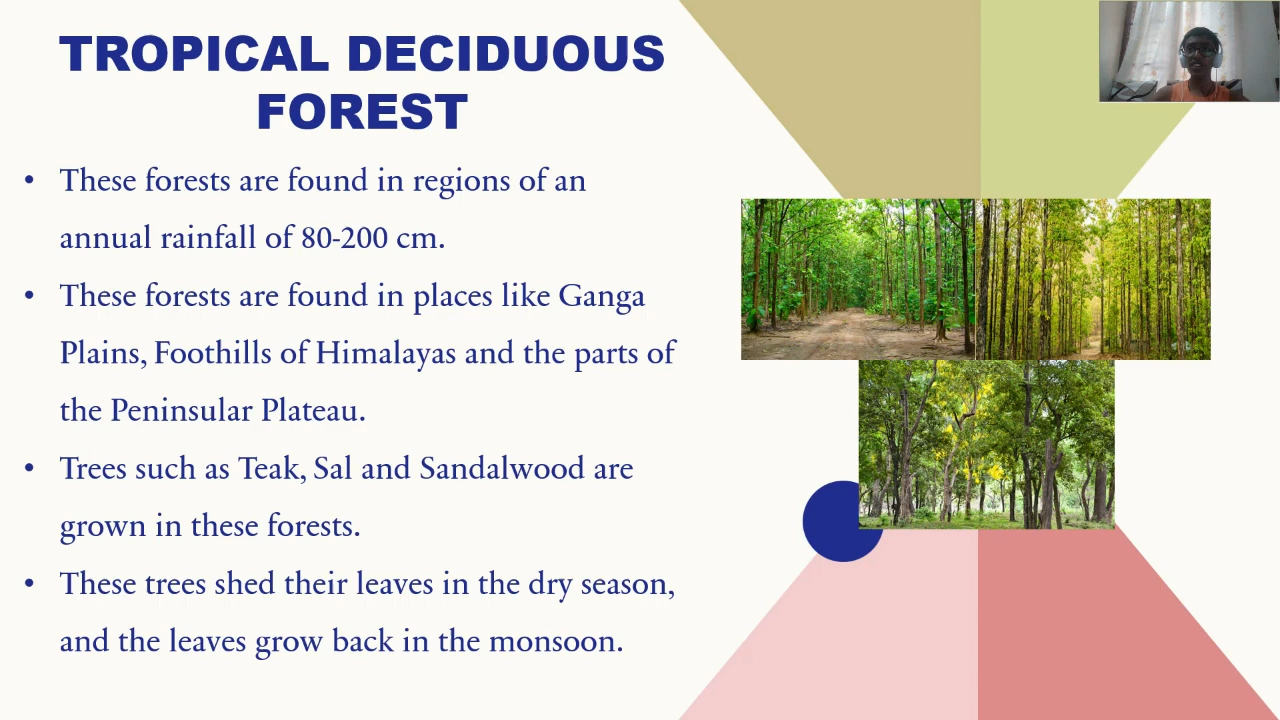 TROPICAL DECIDUOUS
FOREST
• These forests are found in regions of an
annual rainfall of 80-200 cm.
• These forests are found in places like Ganga
Plains, Foothills of Himalayas and the parts of
the Peninsular Plateau.
• Trees such as Teak, Sal and Sandalwood are
grown in these forests.
• These trees shed their leaves in the dry season,
and the leaves grow back in the monsoon.